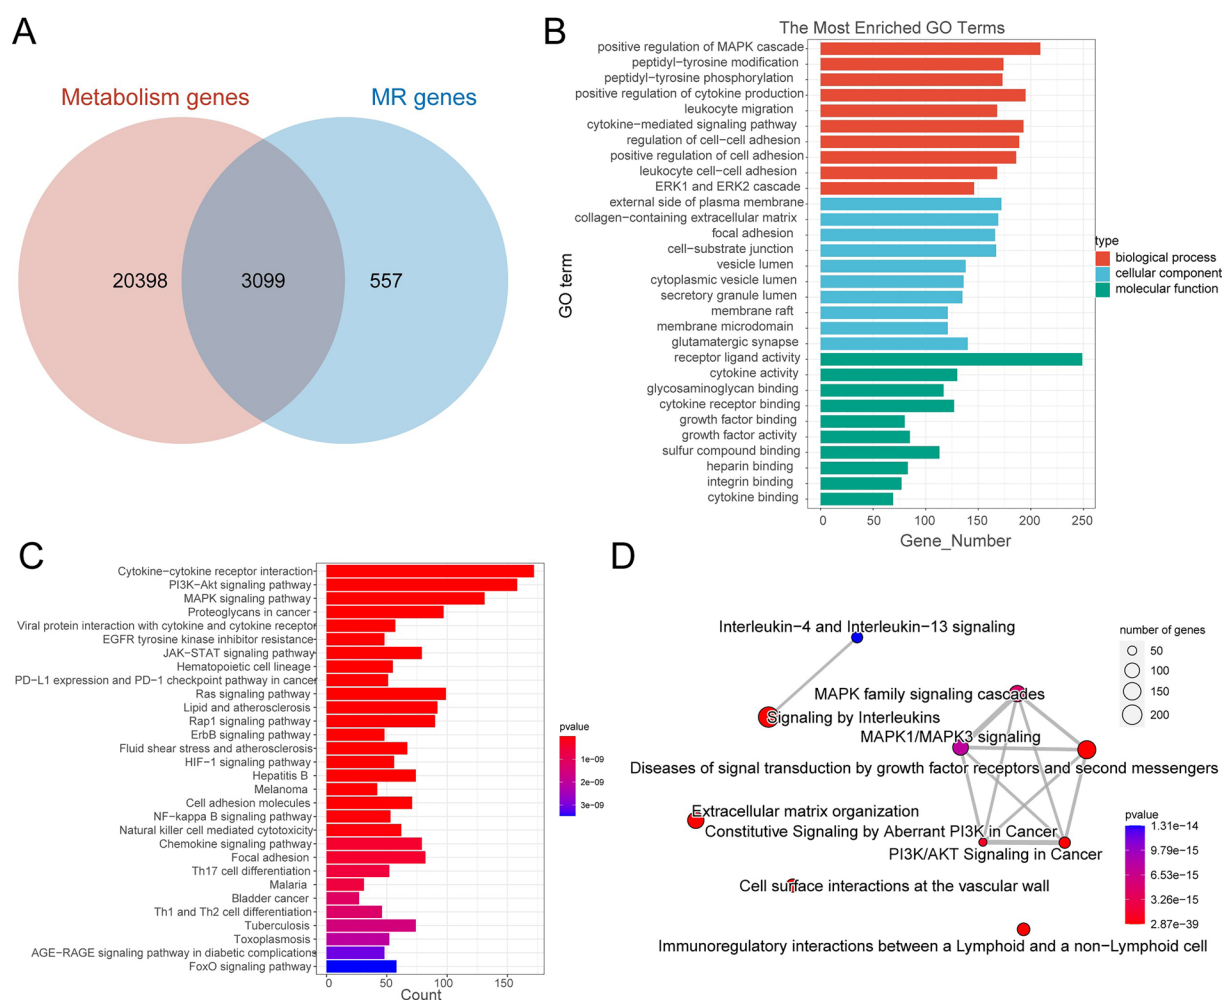 A
Metabolism genes
MR genes
20398
3099
557
B
The Most Enriched GO Terms
GO term
positive regulation of MAPK cascade
peptidyl−tyrosine modification
peptidyl−tyrosine phosphorylation
positive regulation of cytokine production
leukocyte migration
cytokine−mediated signaling pathway
regulation of cell−cell adhesion
positive regulation of cell adhesion
leukocyte cell−cell adhesion
ERK1 and ERK2 cascade
external side of plasma membrane
collagen−containing extracellular matrix
focal adhesion
cell−substrate junction
vesicle lumen
cytoplasmic vesicle lumen
secretory granule lumen
membrane raft
membrane microdomain
glutamatergic synapse
receptor ligand activity
cytokine activity
glycosaminoglycan binding
cytokine receptor binding
growth factor binding
growth factor activity
sulfur compound binding
heparin binding
integrin binding
cytokine binding
0 50 100 150 200 250
Gene_Number
type
biological process
cellular component
molecular function
C
Cytokine−cytokine receptor interaction
PI3K−Akt signaling pathway
MAPK signaling pathway
Proteoglycans in cancer
Viral protein interaction with cytokine and cytokine receptor
EGFR tyrosine kinase inhibitor resistance
JAK−STAT signaling pathway
Hematopoietic cell lineage
PD−L1 expression and PD−1 checkpoint pathway in cancer
Ras signaling pathway
Lipid and atherosclerosis
Rap1 signaling pathway
ErbB signaling pathway
Fluid shear stress and atherosclerosis
HIF−1 signaling pathway
Hepatitis B
Melanoma
Cell adhesion molecules
NF−kappa B signaling pathway
Natural killer cell mediated cytotoxicity
Chemokine signaling pathway
Focal adhesion
Th17 cell differentiation
Malaria
Bladder cancer
Th1 and Th2 cell differentiation
Tuberculosis
Toxoplasmosis
AGE−RAGE signaling pathway in diabetic complications
FoxO signaling pathway
0 50 100 150
Count
pvalue
1e−09
2e−09
3e−09
D
Interleukin−4 and Interleukin−13 signaling
MAPK family signaling cascades
Signaling by Interleukins
MAPK1/MAPK3 signaling
Diseases of signal transduction by growth factor receptors and second messengers
Extracellular matrix organization
Constitutive Signaling by Aberrant PI3K in Cancer
PI3K/AKT Signaling in Cancer
Cell surface interactions at the vascular wall
Immunoregulatory interactions between a Lymphoid and a non−Lymphoid cell
number of genes
50
100
150
200
pvalue
1.31e−14
9.79e−15
6.53e−15
3.26e−15
2.87e−39